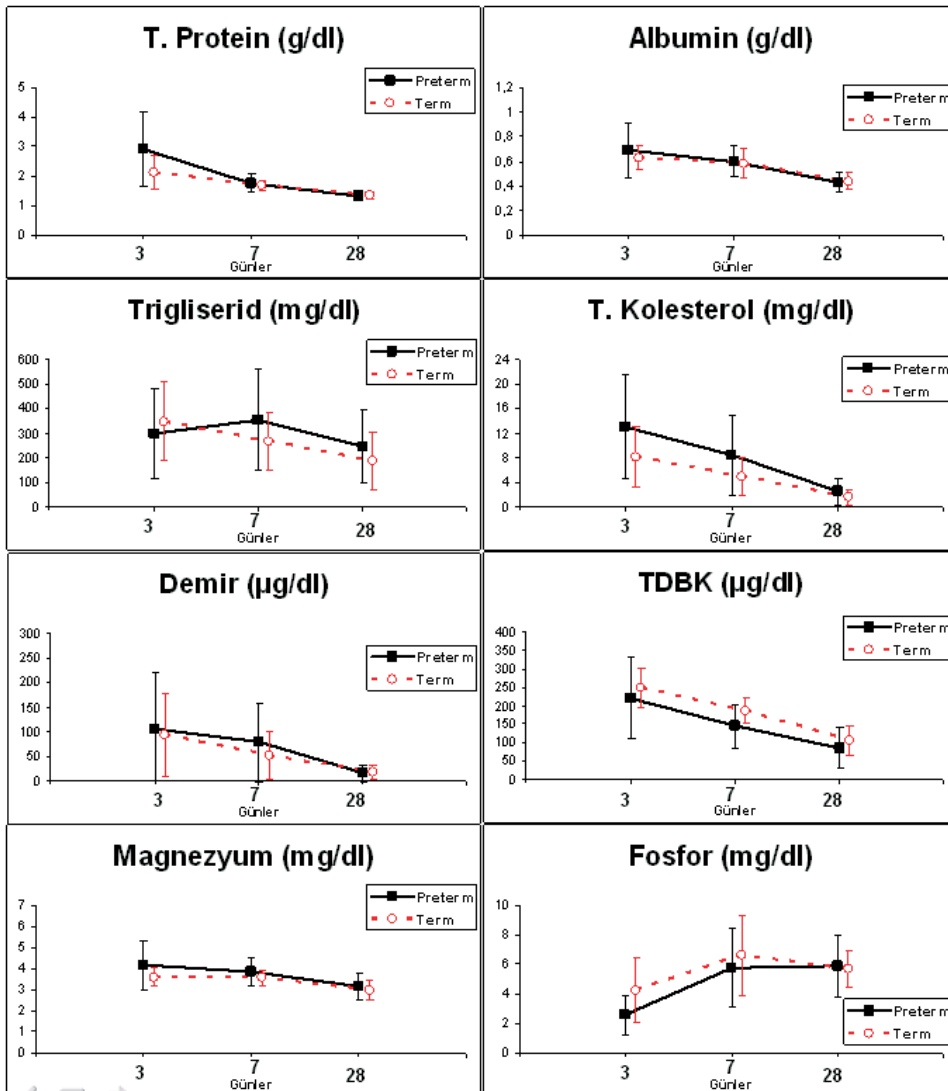 T. Protein (g/dl)
5
4
3
2
1
0
3
7
28
Günler
Preterm
Term
Albumin (g/dl)
1,2
1
0,8
0,6
0,4
0,2
0
3
7
28
Günler
Preterm
Term
Trigliserid (mg/dl)
600
500
400
300
200
100
0
3
7
28
Günler
Preterm
Term
T. Kolesterol (mg/dl)
24
20
16
12
8
4
0
3
7
28
Günler
Preterm
Term
Demir (µg/dl)
300
250
200
150
100
50
0
3
7
28
Günler
Preterm
Term
TDBK (µg/dl)
400
350
300
250
200
150
100
50
0
3
7
28
Günler
Preterm
Term
Magnezyum (mg/dl)
7
6
5
4
3
2
1
0
3
7
28
Günler
Preterm
Term
Fosfor (mg/dl)
10
8
6
4
2
0
3
7
28
Günler
Preterm
Term